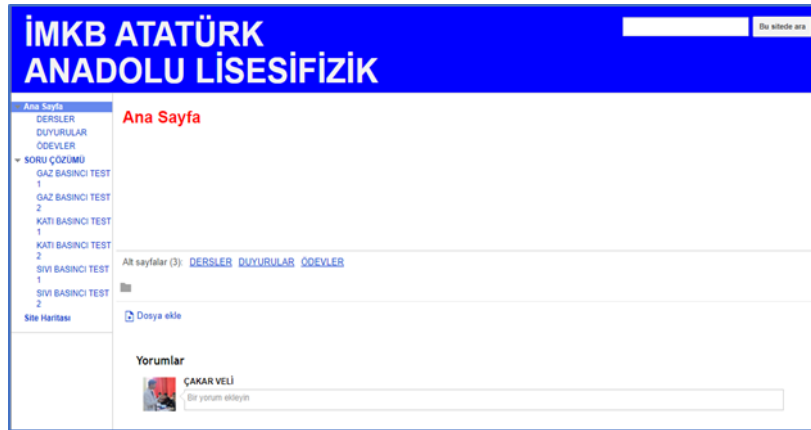 İMKB ATATÜRK
ANADOLU LİSESİFİZİK
Bu sitede ara
Ana Sayfa
DERSLER
DUYURULAR
ÖDEVLER
SORU ÇÖZÜMÜ
GAZ BASINCI TEST
1
GAZ BASINCI TEST
2
KATI BASINCI TEST
1
KATI BASINCI TEST
2
SIVI BASINCI TEST
1
SIVI BASINCI TEST
2
Site Haritası
Ana Sayfa
Alt sayfalar (3): DERSLER DUYURULAR ÖDEVLER
Dosya ekle
Yorumlar
ÇAKAR VELİ
Bir yorum ekleyin